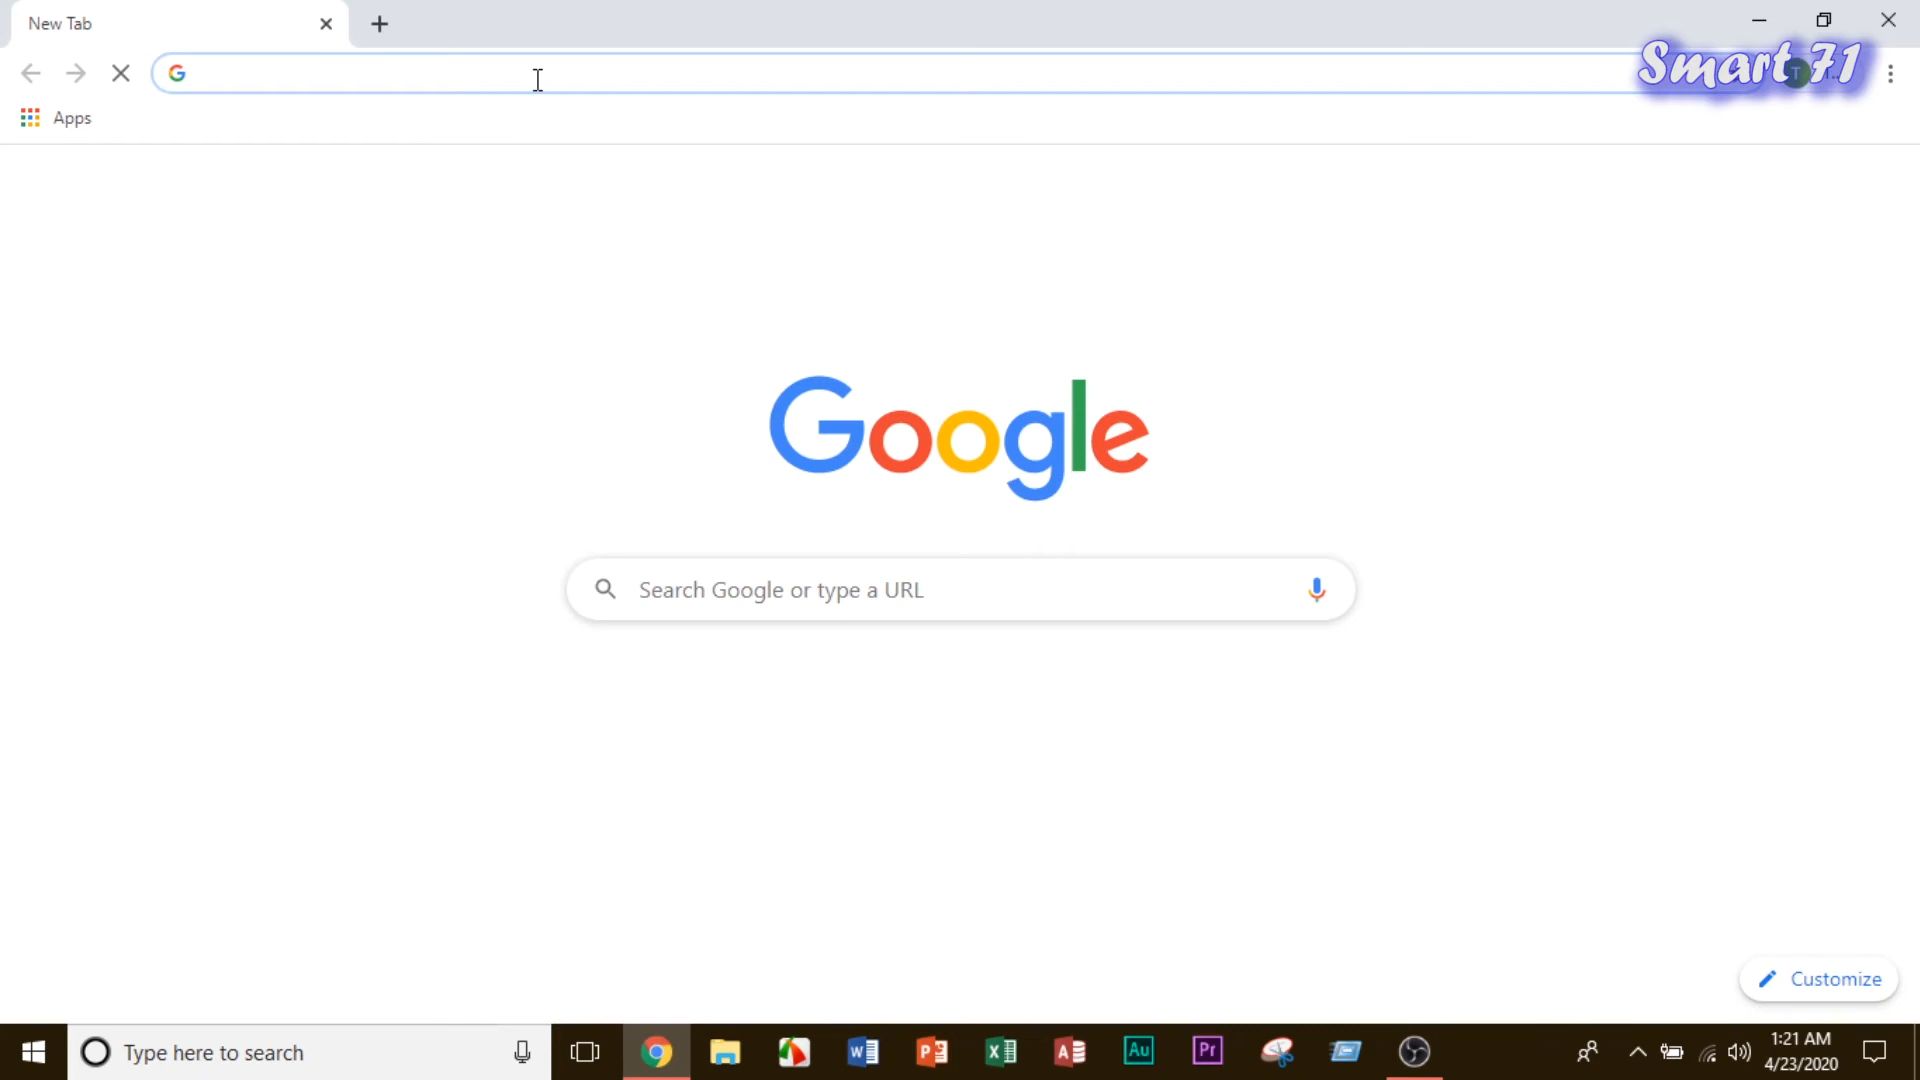 New Tab
Smart 71
Apps
Google
Search Google or type a URL
Customize
Type here to search
1:21 AM
4/23/2020